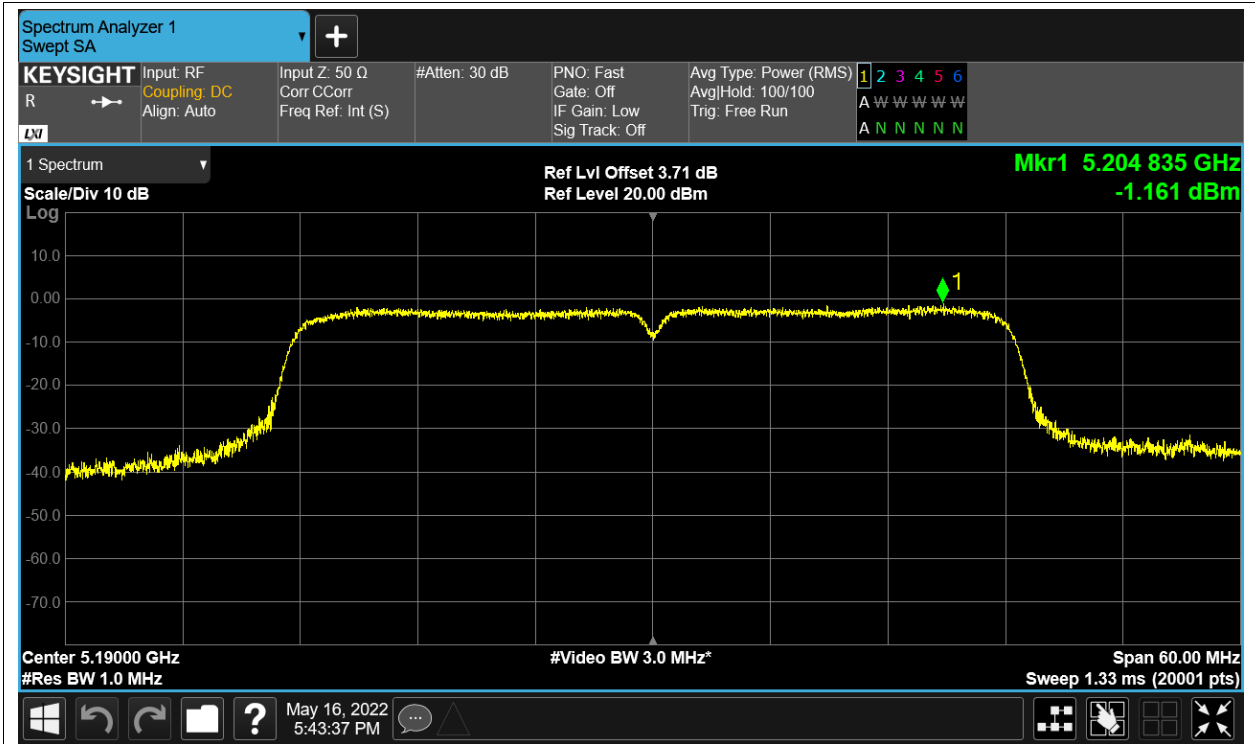 Spectrum Analyzer 1
Swept SA
KEYSIGHT
R
LXI
Input: RF
Coupling: DC
Align: Auto
Input Z: 50 Ω
Corr CCorr
Freq Ref: Int (S)
#Atten: 30 dB
PNO: Fast
Gate: Off
IF Gain: Low
Sig Track: Off
Avg Type: Power (RMS)
Avg|Hold: 100/100
Trig: Free Run
1 2 3 4 5 6
A W W W W W
A N N N N N
1 Spectrum
Scale/Div 10 dB
Log
Ref Lvl Offset 3.71 dB
Ref Level 20.00 dBm
Mkr1 5.204 835 GHz
-1.161 dBm
10.0
0.00
-10.0
-20.0
-30.0
-40.0
-50.0
-60.0
-70.0
1
Center 5.19000 GHz
#Res BW 1.0 MHz
#Video BW 3.0 MHz*
Span 60.00 MHz
Sweep 1.33 ms (20001 pts)
?
May 16, 2022
5:43:37 PM